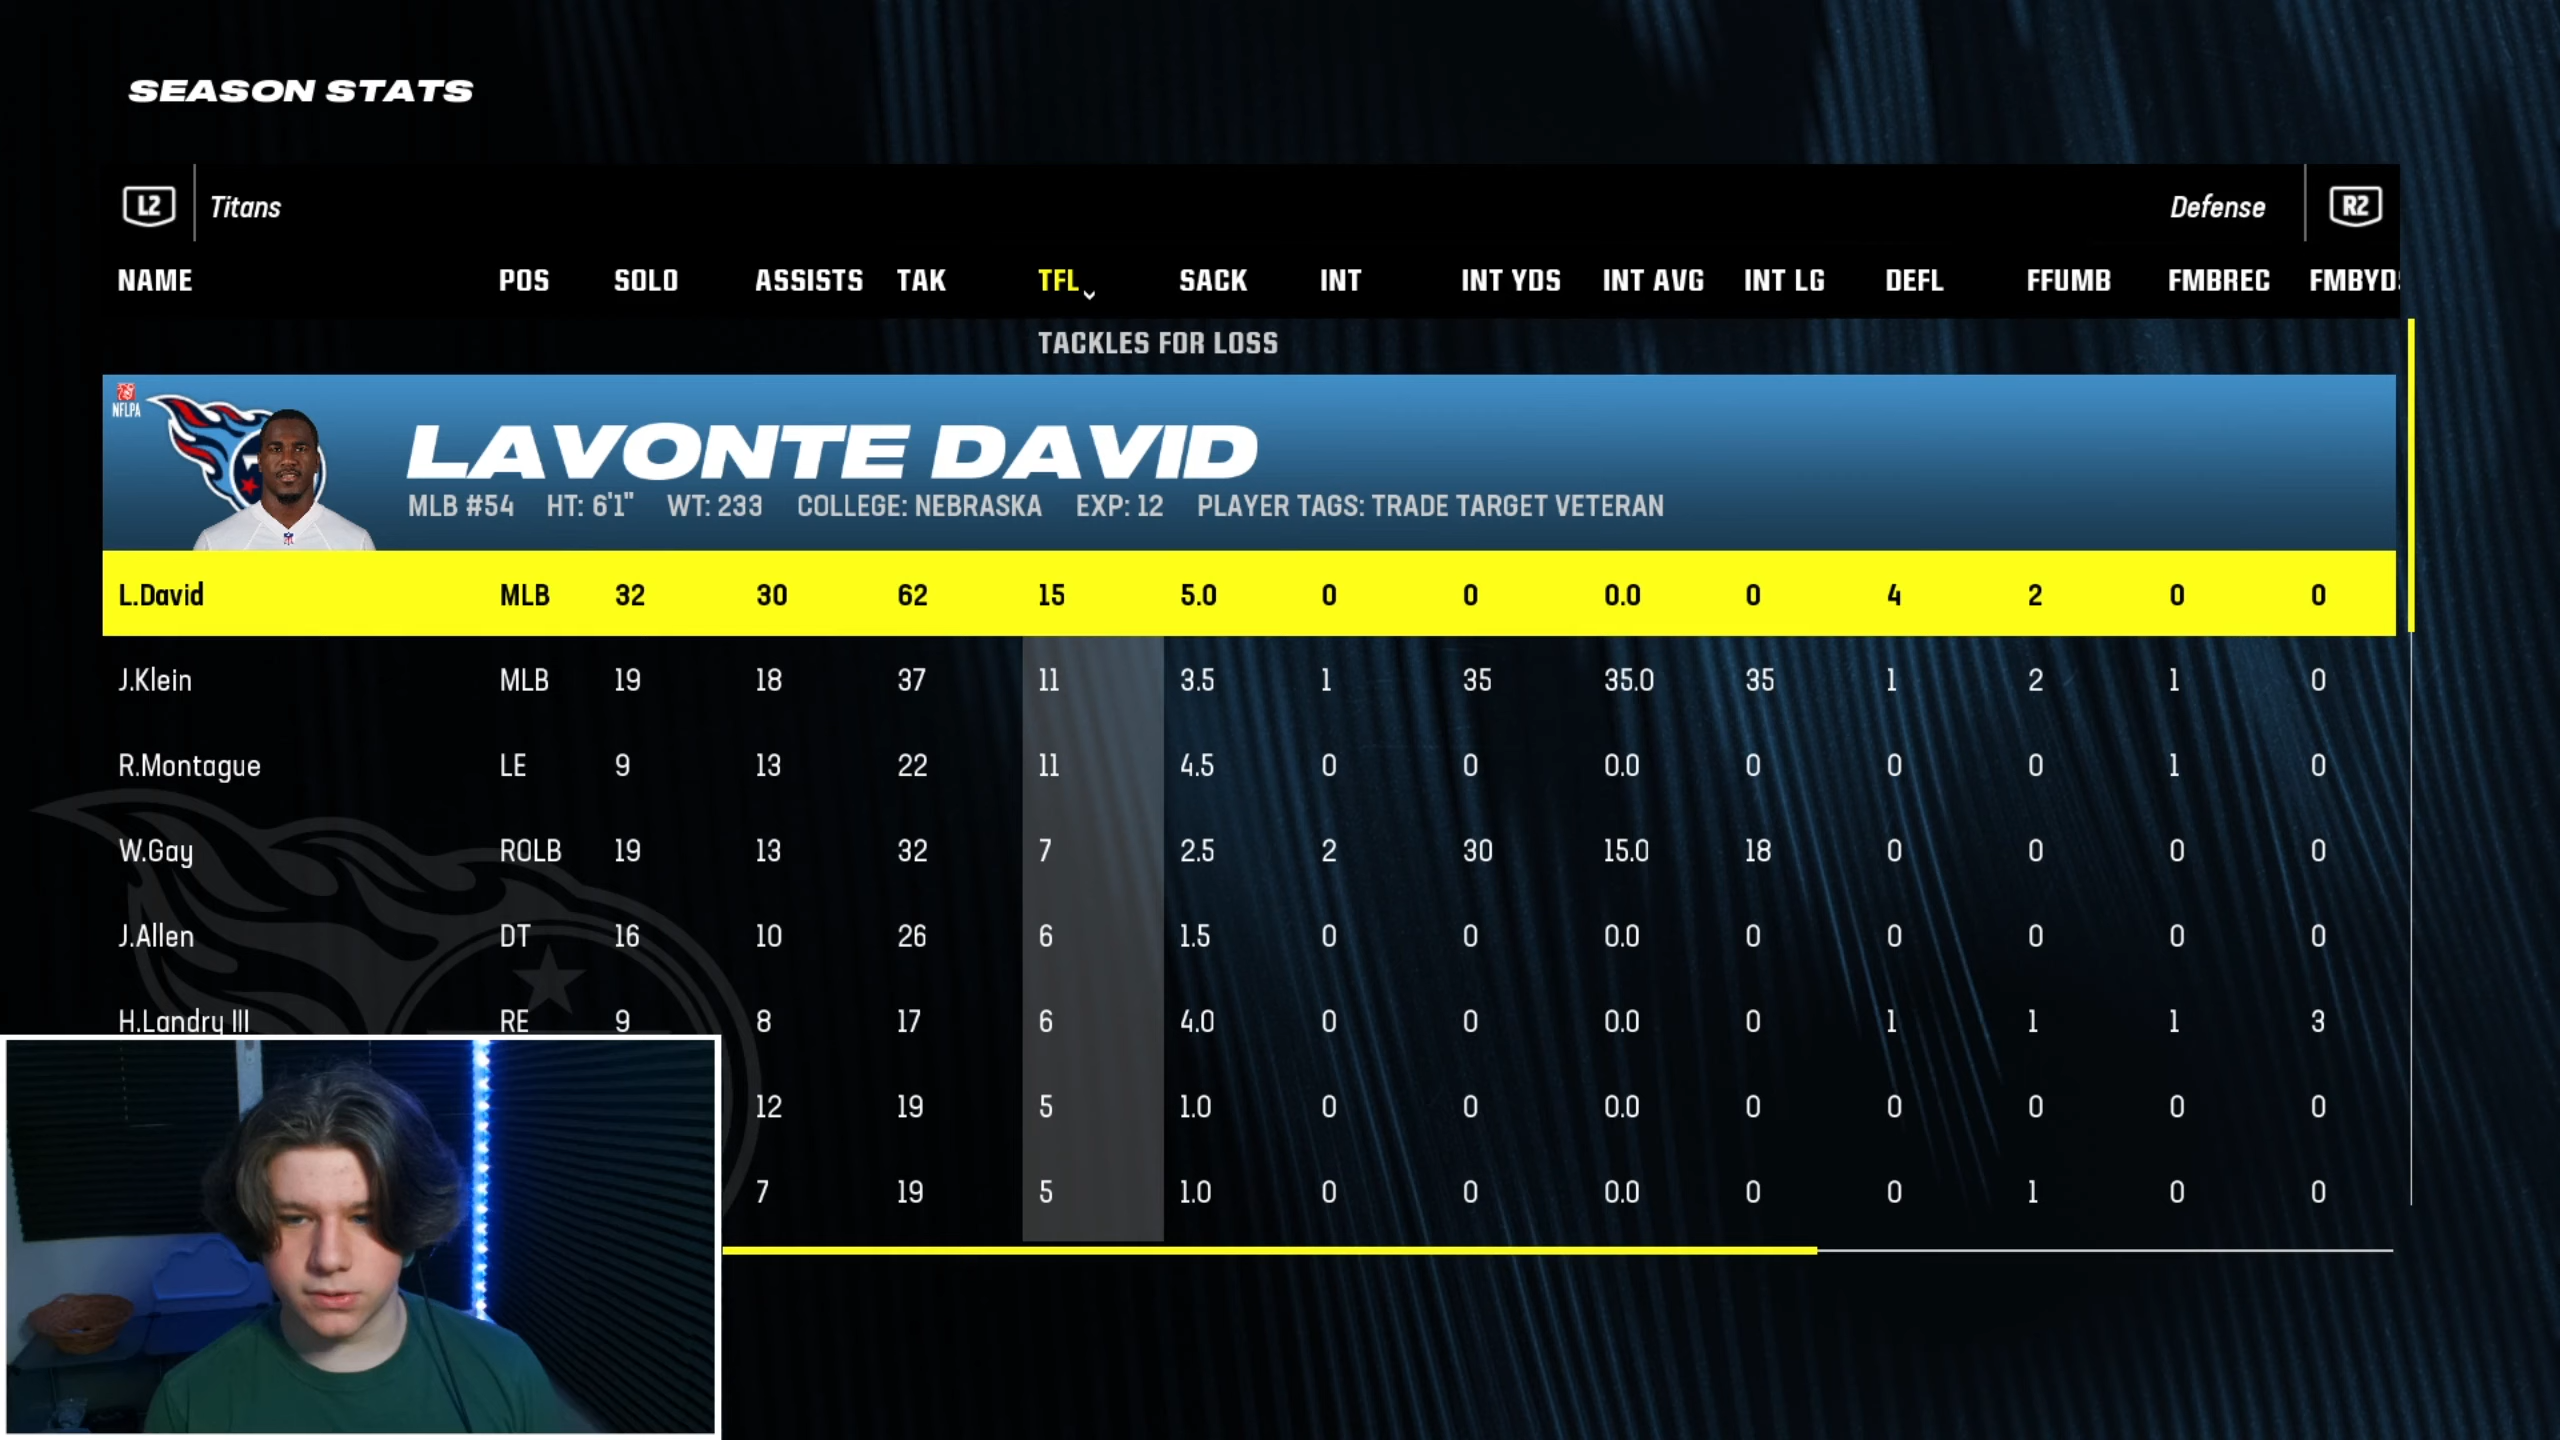 SEASON STATS
L2 Titans Defense R2
NAME POS SOLO ASSISTS TAK TFL SACK INT INT YDS INT AVG INT LG DEFL FFUMB FMBREC
TACKLES FOR LOSS
NFLPA
LAVONTE DAVID
MLB #54 HT: 6'1" WT: 233 COLLEGE: NEBRASKA EXP: 12 PLAYER TAGS: TRADE TARGET VETERAN
L.David MLB 32 30 62 15 5.0 0 0 0.0 0 4 2 0 0
J.Klein MLB 19 18 37 11 3.5 1 35 35.0 35 1 2 1 0
R.Montague LE 9 13 22 11 4.5 0 0 0.0 0 0 0 1 0
W.Gay ROLB 19 13 32 7 2.5 2 30 15.0 18 0 0 0 0
J.Allen DT 16 10 26 6 1.5 0 0 0.0 0 0 0 0 0
H.Landry III RE 9 8 17 6 4.0 0 0 0.0 0 1 1 1 3
12 19 5 1.0 0 0 0.0 0 0 0 0 0
7 19 5 1.0 0 0 0.0 0 0 1 0 0